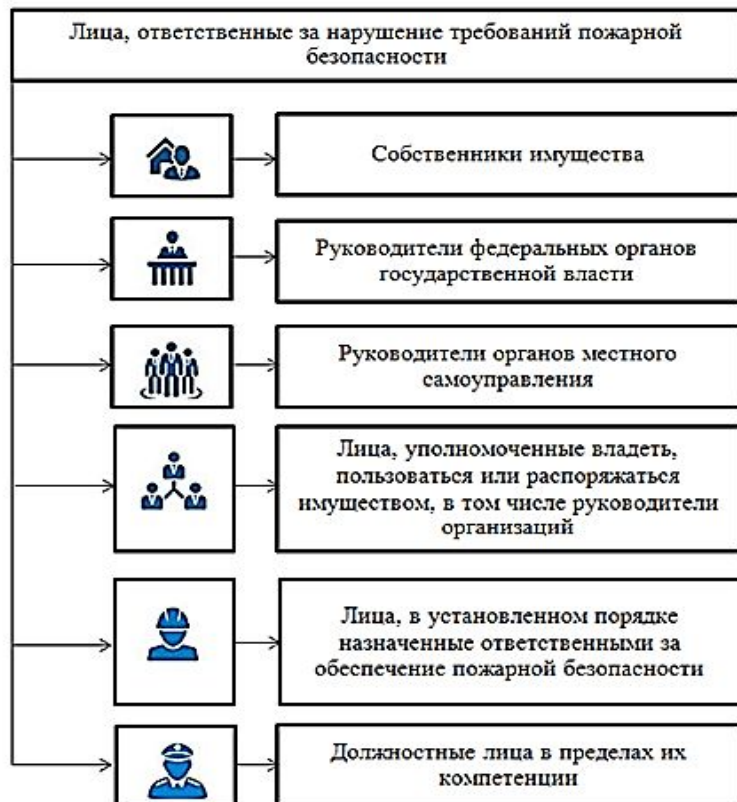 Лица, ответственные за нарушение требований пожарной
безопасности
Собственники имущества
Руководители федеральных органов
государственной власти
Руководители органов местного
самоуправления
Лица, уполномоченные владеть,
пользоваться или распоряжаться
имуществом, в том числе руководители
организаций
Лица, в установленном порядке
назначенные ответственными за
обеспечение пожарной безопасности
Должностные лица в пределах их
компетенции